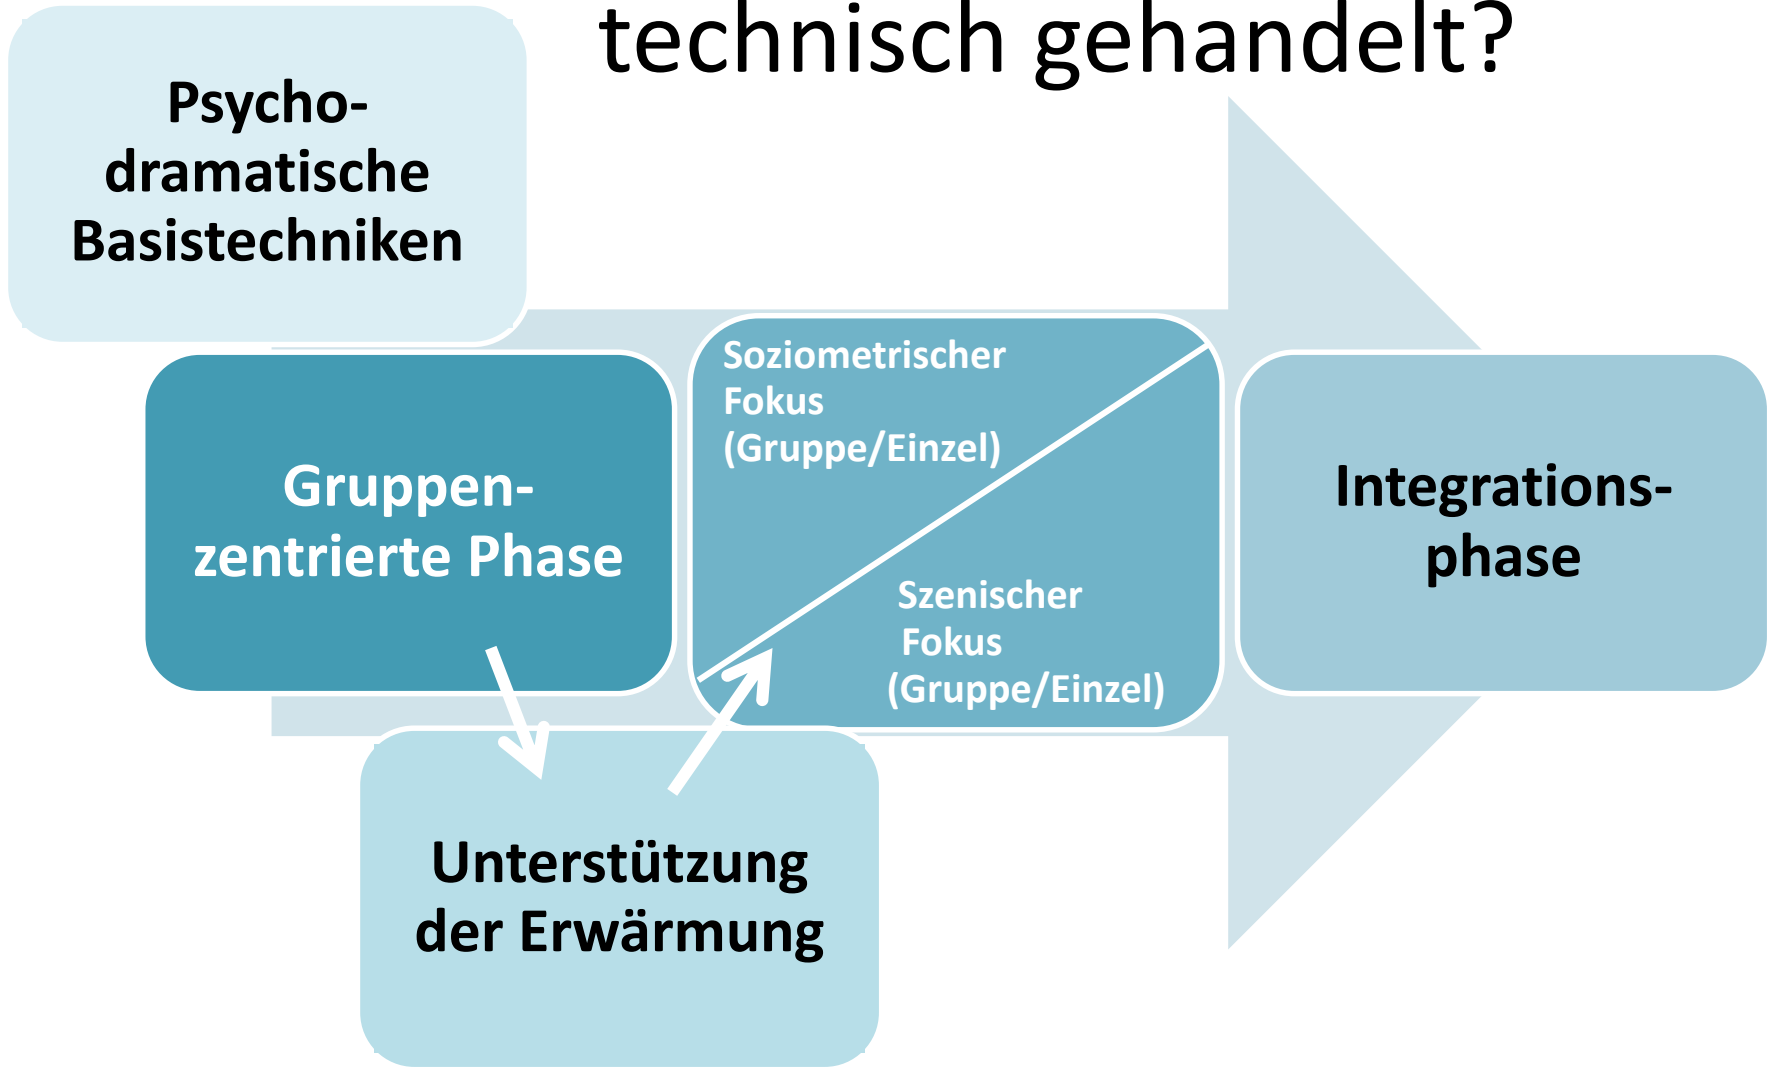 technisch gehandelt?
Psycho-
dramatische
Basistechniken
Gruppen-
zentrierte Phase
Soziometrischer
Fokus
(Gruppe/Einzel)
Szenischer
Fokus
(Gruppe/Einzel)
Integrations-
phase
Unterstützung
der Erwärmung